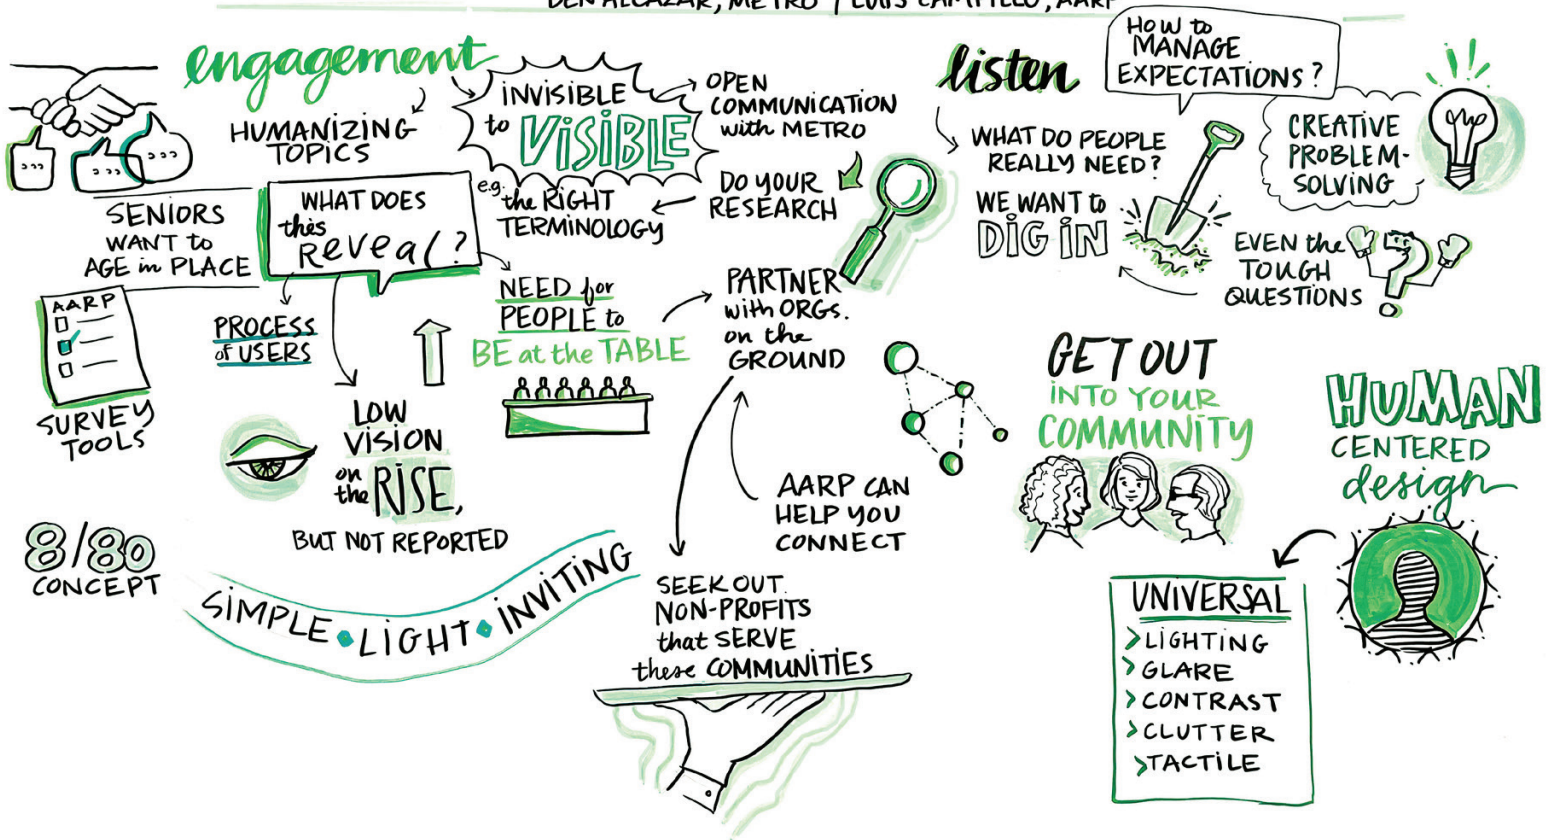 METRO / LUIS CAMPILLO, AARP
engagement
HUMANIZING
TOPICS
INVISIBLE
to VISIBLE
OPEN
COMMUNICATION
with METRO
DO YOUR
RESEARCH
e.g. the RIGHT
TERMINOLOGY
SENIORS
WANT to
AGE in PLACE
WHAT DOES
this
Reveal?
AARP
SURVEY
TOOLS
PROCESS
of USERS
LOW
VISION
on
the RISE,
BUT NOT REPORTED
NEED for
PEOPLE to
BE at the TABLE
PARTNER
with ORGS.
on the
GROUND
AARP CAN
HELP YOU
CONNECT
SEEK OUT
NON-PROFITS
that SERVE
these COMMUNITIES
8/80
CONCEPT
SIMPLE • LIGHT • INVITING
listen
HOW to
MANAGE
EXPECTATIONS?
WHAT DO PEOPLE
REALLY NEED?
WE WANT to
DIG IN
CREATIVE
PROBLEM-
SOLVING
EVEN the
TOUGH
QUESTIONS
GET OUT
INTO YOUR
COMMUNITY
HUMAN
CENTERED
design
UNIVERSAL
> LIGHTING
> GLARE
> CONTRAST
> CLUTTER
> TACTILE